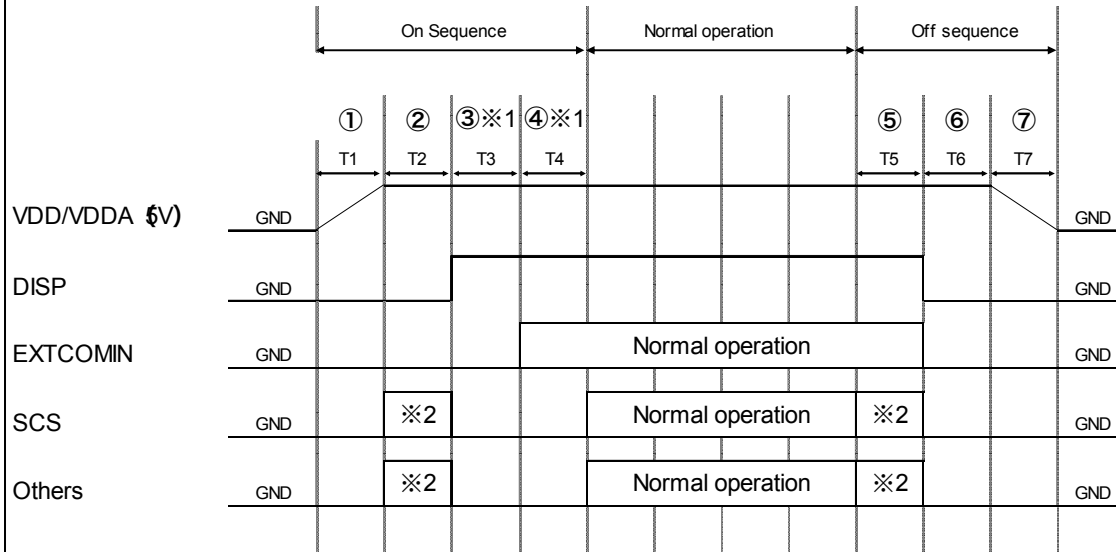 On Sequence Normal operation Off sequence
① ② ③※1 ④※1 ⑤ ⑥ ⑦
T1 T2 T3 T4 T5 T6 T7
VDD/VDDA (5V) GND GND
DISP GND GND
EXTCOMIN GND Normal operation GND
SCS GND ※2 Normal operation ※2 GND
Others GND ※2 Normal operation ※2 GND